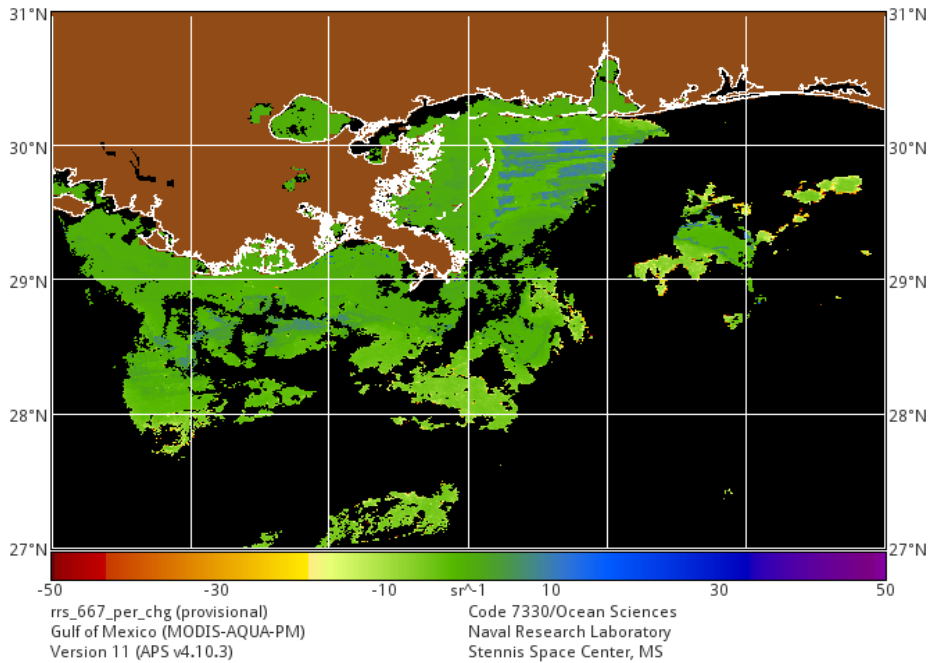 31°N 31°N
30°N 30°N
29°N 29°N
28°N 28°N
27°N 27°N
-50 -30 -10 sr^-1 10 30 50
rrs_667_per_chg (provisional) Code 7330/Ocean Sciences
Gulf of Mexico (MODIS-AQUA-PM) Naval Research Laboratory
Version 11 (APS v4.10.3) Stennis Space Center, MS